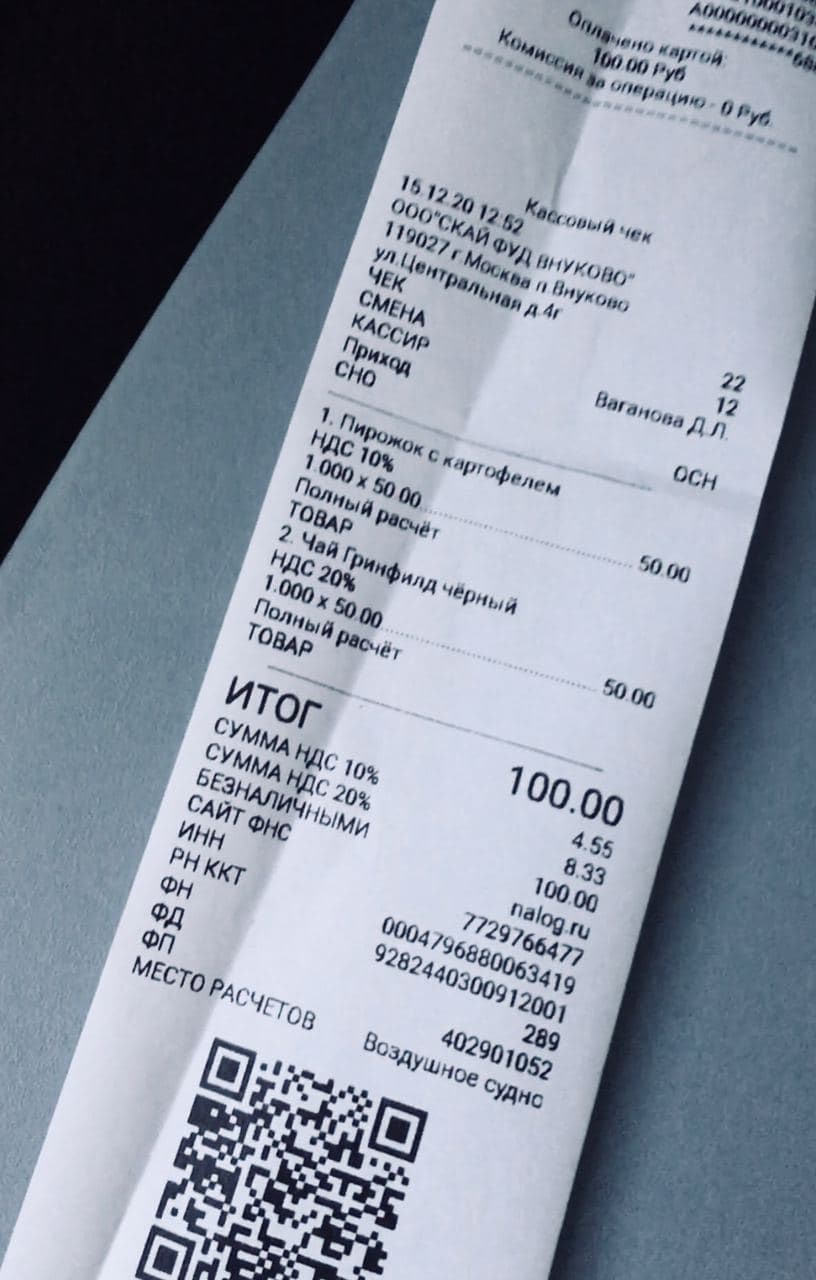 Оплачено картой:
100.00 Руб
Комиссия за операцию - 0 Руб.
Кассовый чек
15.12.20 12:52
ООО"СКАЙ ФУД ВНУКОВО"
119027 г Москва п.Внуково
ул.Центральная д.4г
ЧЕК 22
СМЕНА 12
КАССИР Ваганова Д.Л.
Приход
СНО ОСН
1. Пирожок с картофелем
НДС 10%
1.000 x 50.00 50.00
Полный расчёт
ТОВАР
2. Чай Гринфилд чёрный
НДС 20%
1.000 x 50.00 50.00
Полный расчёт
ТОВАР
ИТОГ 100.00
СУММА НДС 10% 4.55
СУММА НДС 20% 8.33
БЕЗНАЛИЧНЫМИ 100.00
САЙТ ФНС nalog.ru
ИНН 7729766477
РН ККТ 0004796880063419
ФН 9282440300912001
ФД 289
ФП 402901052
МЕСТО РАСЧЕТОВ Воздушное судно